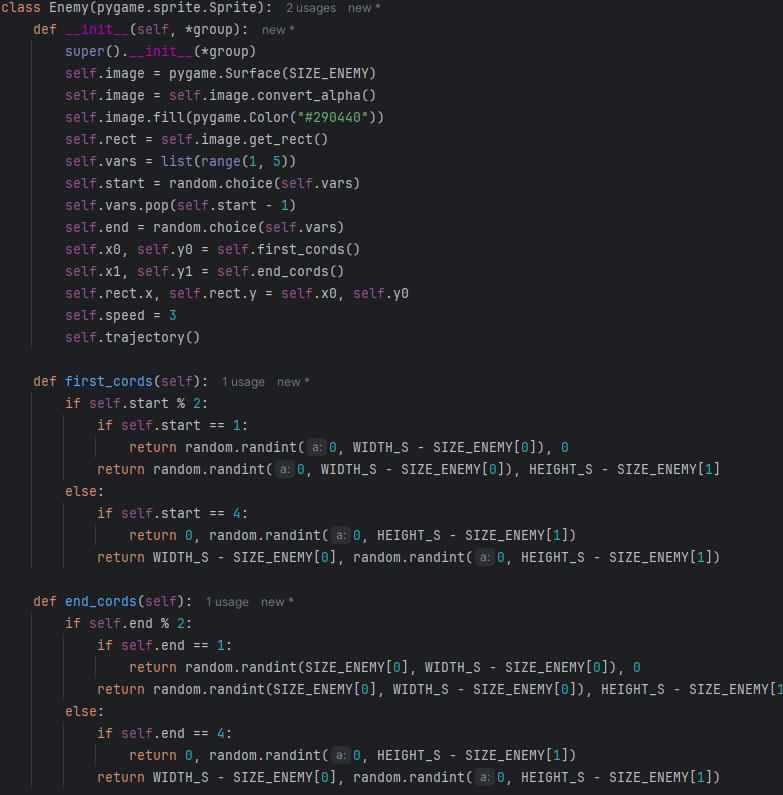 class Enemy(pygame.sprite.Sprite): 2 usages new *
    def __init__(self, *group): new *
        super().__init__(*group)
        self.image = pygame.Surface(SIZE_ENEMY)
        self.image = self.image.convert_alpha()
        self.image.fill(pygame.Color("#290440"))
        self.rect = self.image.get_rect()
        self.vars = list(range(1, 5))
        self.start = random.choice(self.vars)
        self.vars.pop(self.start - 1)
        self.end = random.choice(self.vars)
        self.x0, self.y0 = self.first_cords()
        self.x1, self.y1 = self.end_cords()
        self.rect.x, self.rect.y = self.x0, self.y0
        self.speed = 3
        self.trajectory()
    def first_cords(self): 1 usage new *
        if self.start % 2:
            if self.start == 1:
                return random.randint( a: 0, WIDTH_S - SIZE_ENEMY[0]), 0
            return random.randint( a: 0, WIDTH_S - SIZE_ENEMY[0]), HEIGHT_S - SIZE_ENEMY[1]
        else:
            if self.start == 4:
                return 0, random.randint( a: 0, HEIGHT_S - SIZE_ENEMY[1])
            return WIDTH_S - SIZE_ENEMY[0], random.randint( a: 0, HEIGHT_S - SIZE_ENEMY[1])
    def end_cords(self): 1 usage new *
        if self.end % 2:
            if self.end == 1:
                return random.randint(SIZE_ENEMY[0], WIDTH_S - SIZE_ENEMY[0]), 0
            return random.randint(SIZE_ENEMY[0], WIDTH_S - SIZE_ENEMY[0]), HEIGHT_S - SIZE_ENEMY[1
        else:
            if self.end == 4:
                return 0, random.randint( a: 0, HEIGHT_S - SIZE_ENEMY[1])
            return WIDTH_S - SIZE_ENEMY[0], random.randint( a: 0, HEIGHT_S - SIZE_ENEMY[1])